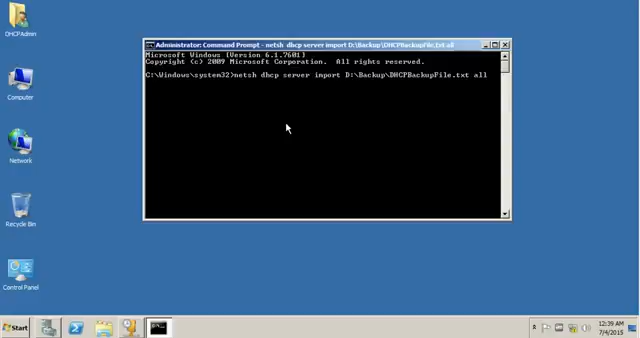 DHCPAdmin
Computer
Network
Recycle Bin
Control Panel
Administrator: Command Prompt - netsh dhcp server import D:\Backup\DHCPBackupFile.txt all
Microsoft Windows [Version 6.1.7601]
Copyright (c) 2009 Microsoft Corporation. All rights reserved.
C:\Windows\system32>netsh dhcp server import D:\Backup\DHCPBackupFile.txt all
Start
12:39 AM
7/4/2015